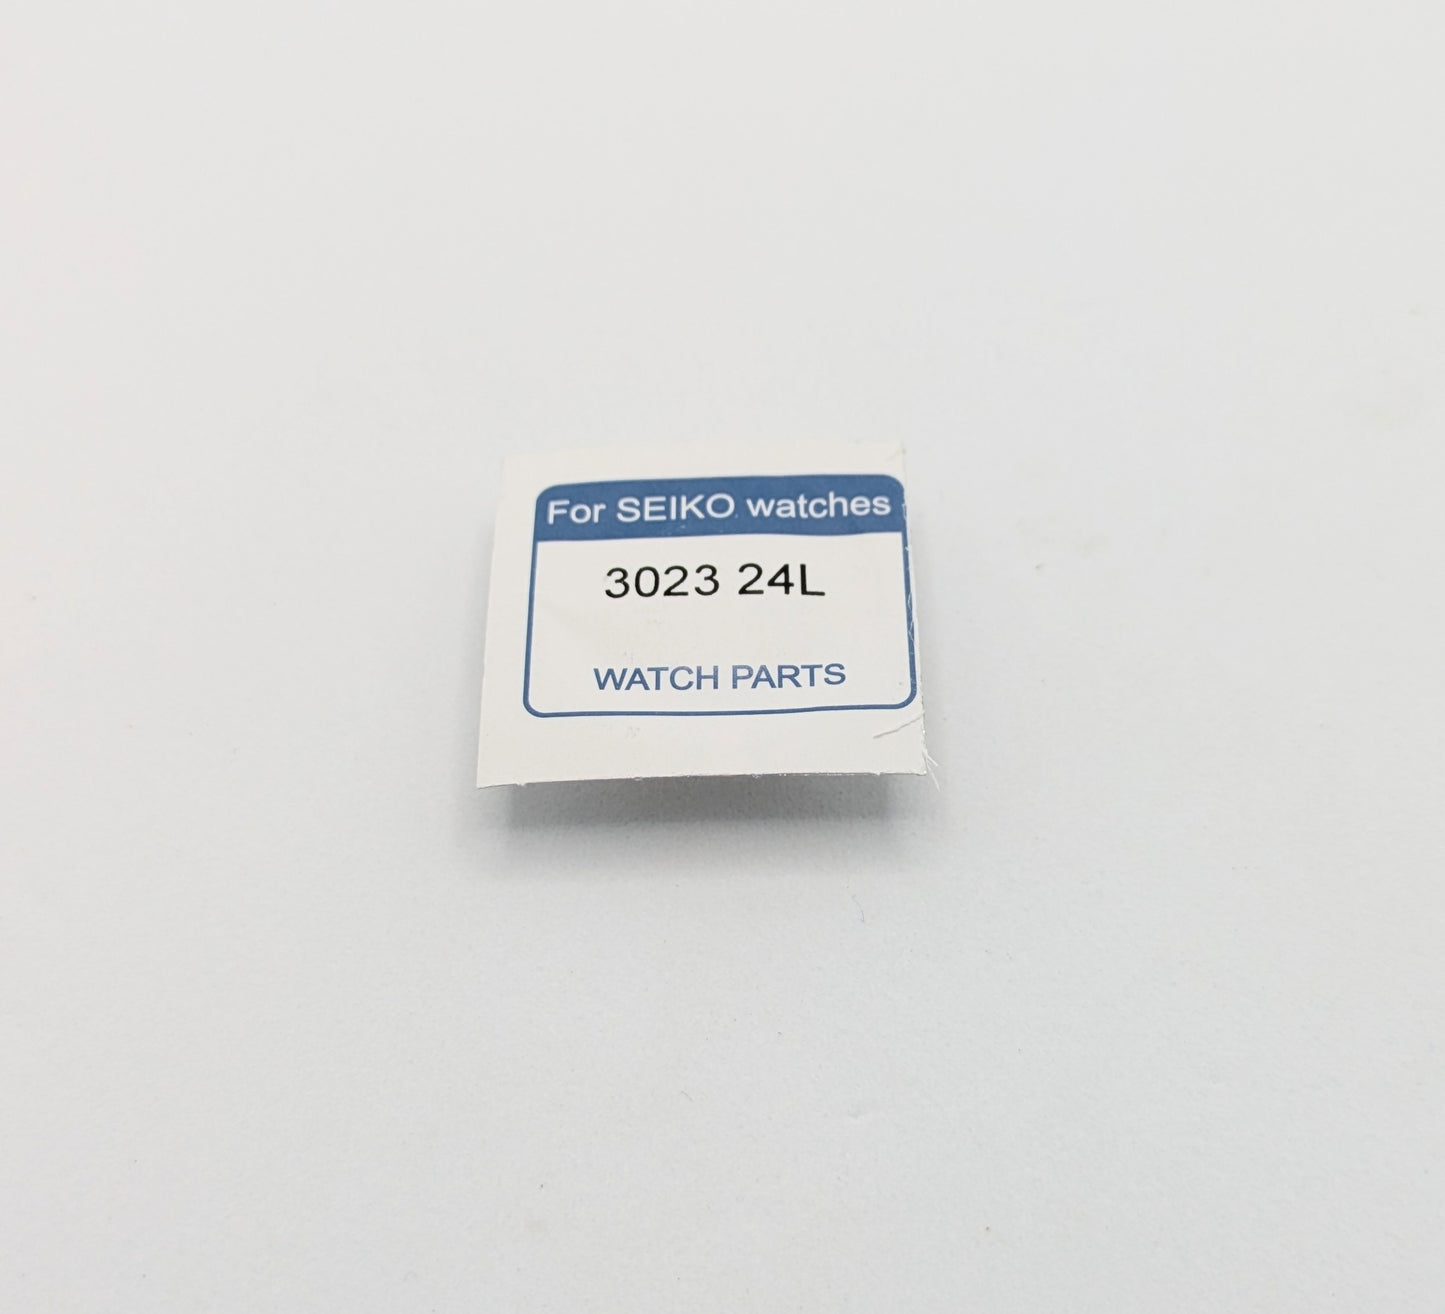 For SEIKO watches
3023 24L
WATCH PARTS